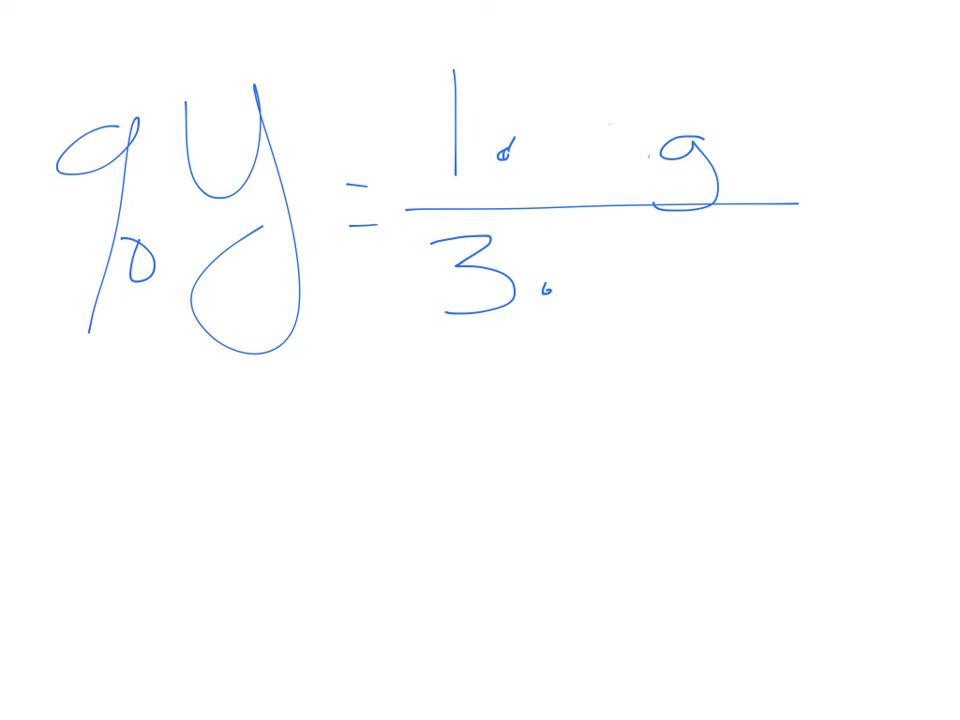 % y = 1. g
3.